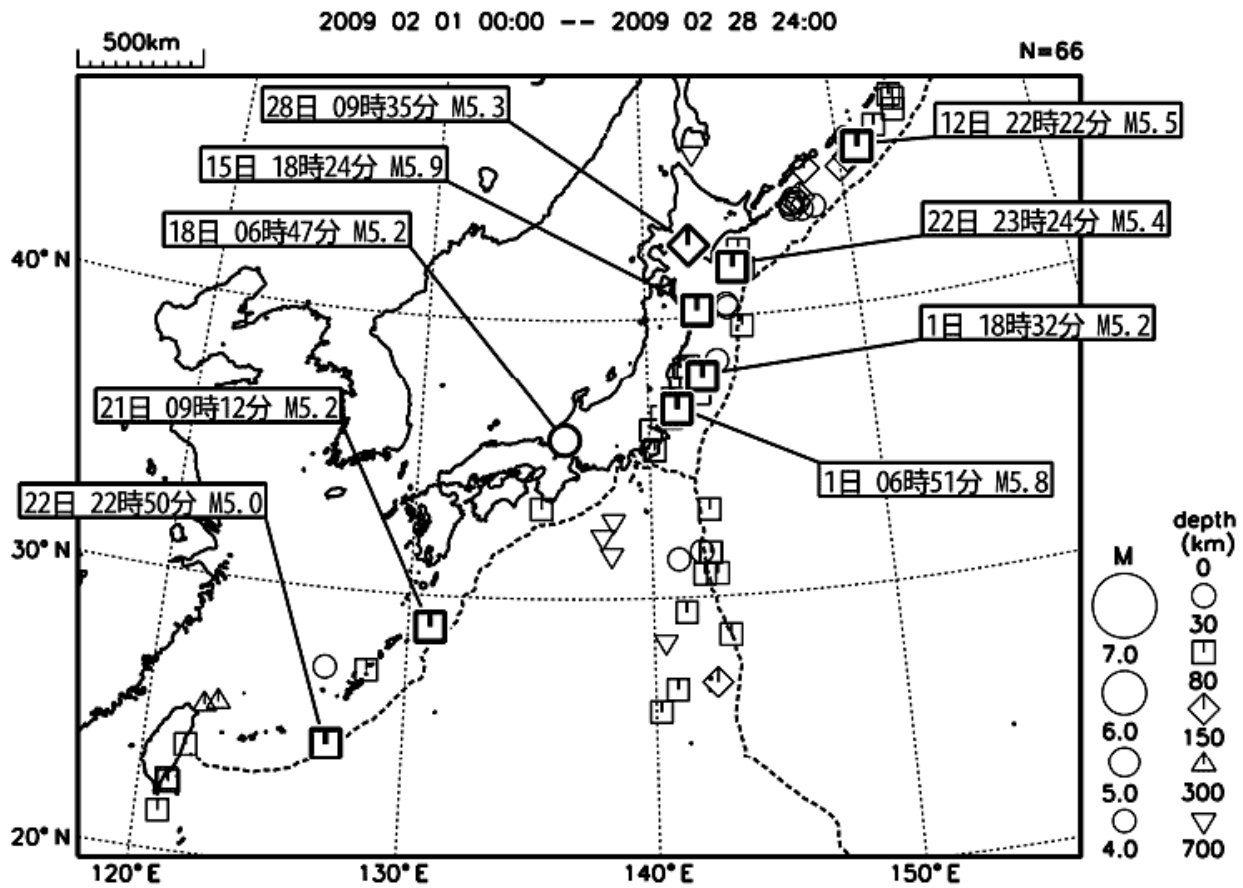 2009 02 01 00:00 -- 2009 02 28 24:00
500km
N=66
28日 09時35分 M5.3
12日 22時22分 M5.5
15日 18時24分 M5.9
18日 06時47分 M5.2
22日 23時24分 M5.4
40°N
1日 18時32分 M5.2
21日 09時12分 M5.2
1日 06時51分 M5.8
22日 22時50分 M5.0
30°N
20°N
120°E
130°E
140°E
150°E
M
7.0
6.0
5.0
4.0
depth
(km)
0
30
80
150
300
700